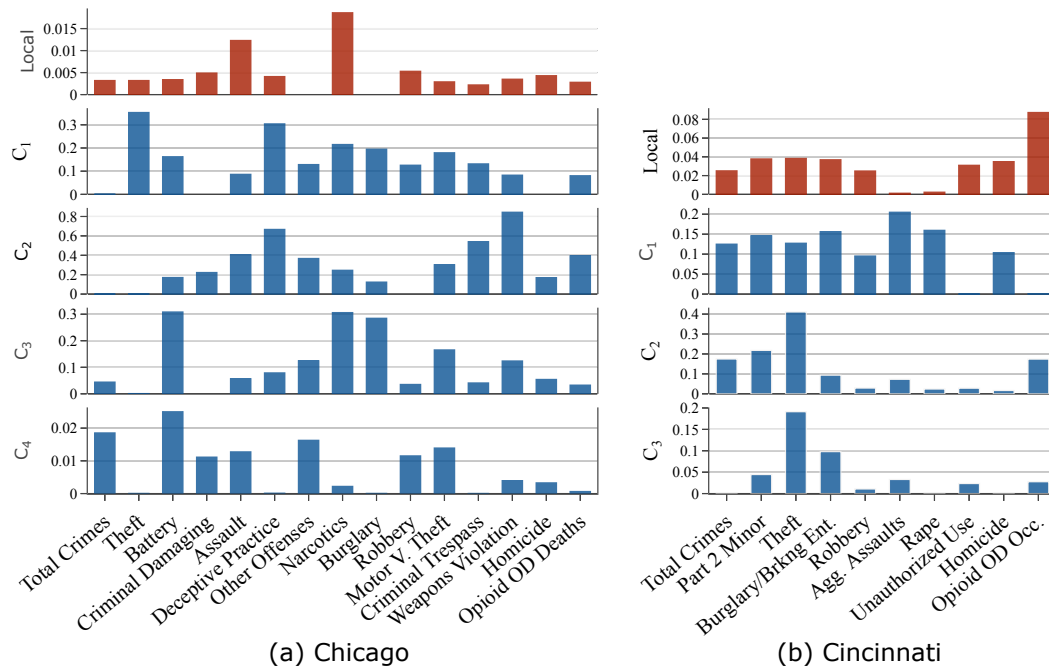 Local
0.015
0.01
0.005
0
C1
0.3
0.2
0.1
0
C2
0.8
0.6
0.4
0.2
0
C3
0.3
0.2
0.1
0
C4
0.02
0.01
0
Total Crimes
Theft
Battery
Criminal Damaging
Assault
Deceptive Practice
Other Offenses
Narcotics
Burglary
Robbery
Motor V. Theft
Criminal Trespass
Weapons Violation
Homicide
Opioid OD Deaths
(a) Chicago
Local
0.08
0.06
0.04
0.02
0
C1
0.2
0.15
0.1
0.05
0
C2
0.4
0.3
0.2
0.1
0
C3
0.2
0.15
0.1
0.05
0
Total Crimes
Part 2 Minor
Theft
Burglary/Brkng Ent.
Robbery
Agg. Assaults
Rape
Unauthorized Use
Homicide
Opioid OD Occ.
(b) Cincinnati